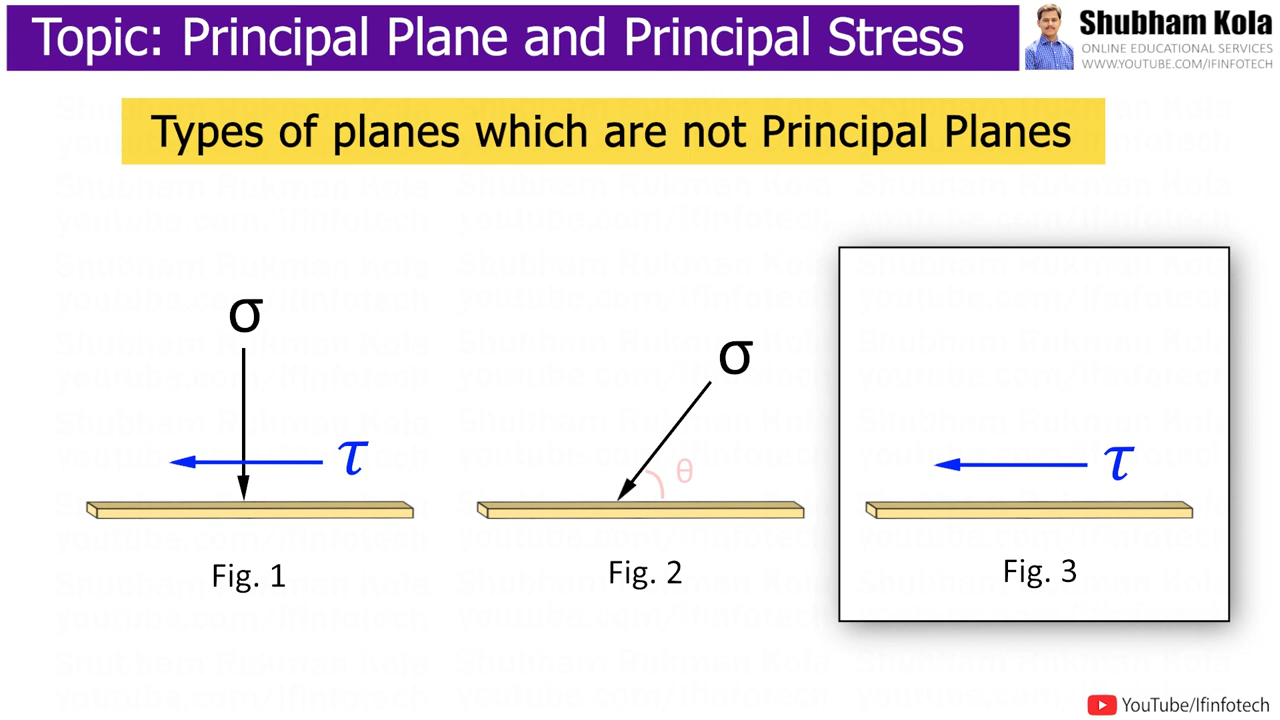 Topic: Principal Plane and Principal Stress
Shubham Kola
ONLINE EDUCATIONAL SERVICES
WWW.YOUTUBE.COM/IFINFOTECH
Types of planes which are not Principal Planes
σ
τ
Fig. 1
σ
θ
Fig. 2
τ
Fig. 3
YouTube/Ifinfotech